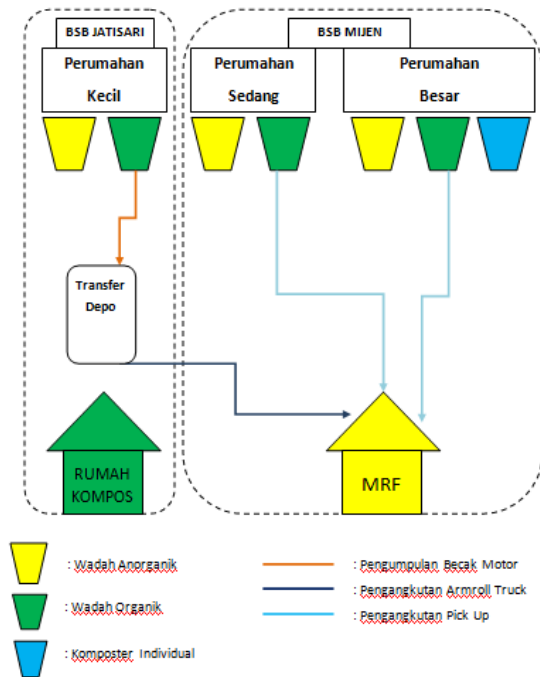 BSB JATISARI
BSB MIJEN
Perumahan
Kecil
Perumahan
Sedang
Perumahan
Besar
Transfer
Depo
RUMAH
KOMPOS
MRF
: Wadah Anorganik
: Wadah Organik
: Komposter Individual
: Pengumpulan Becak Motor
: Pengangkutan Armroll Truck
: Pengangkutan Pick Up